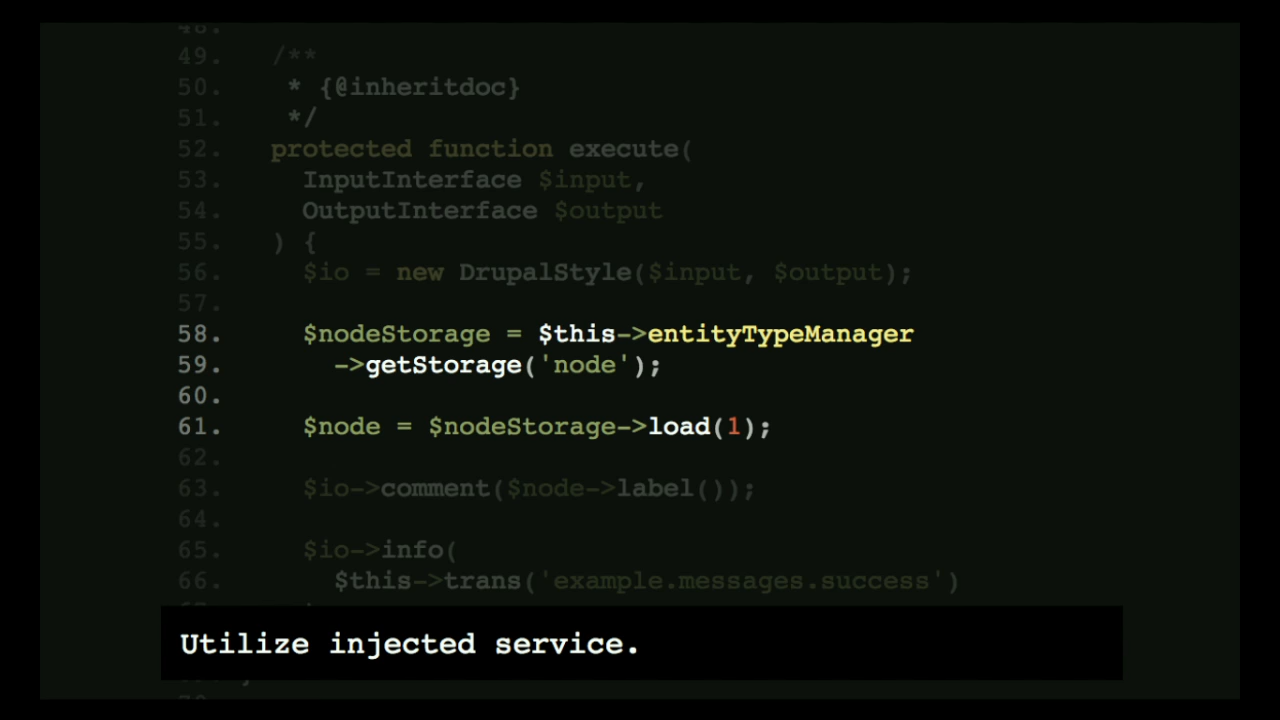 48.
49. /**
50. * {@inheritdoc}
51. */
52. protected function execute(
53. InputInterface $input,
54. OutputInterface $output
55. ) {
56. $io = new DrupalStyle($input, $output);
57.
58. $nodeStorage = $this->entityTypeManager
59. ->getStorage('node');
60.
61. $node = $nodeStorage->load(1);
62.
63. $io->comment($node->label());
64.
65. $io->info(
66. $this->trans('example.messages.success')
Utilize injected service.